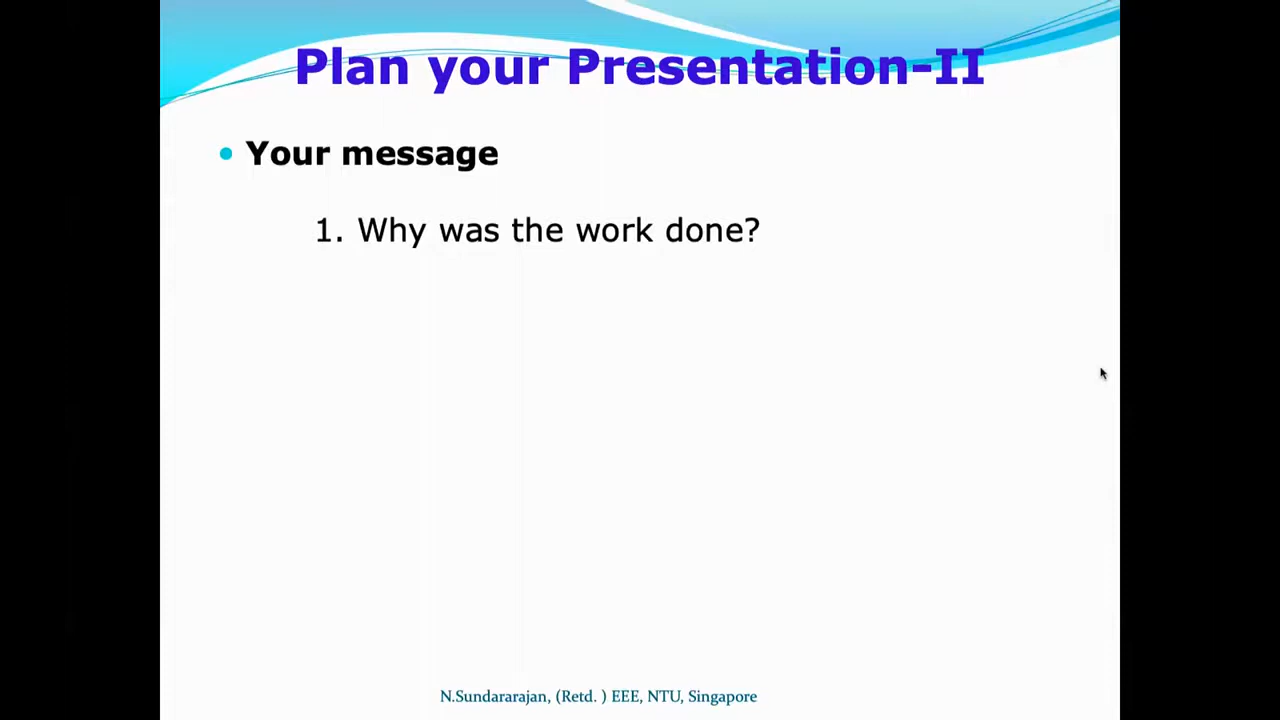 Plan your Presentation-II
• Your message
1. Why was the work done?
N.Sundararajan, (Retd. ) EEE, NTU, Singapore